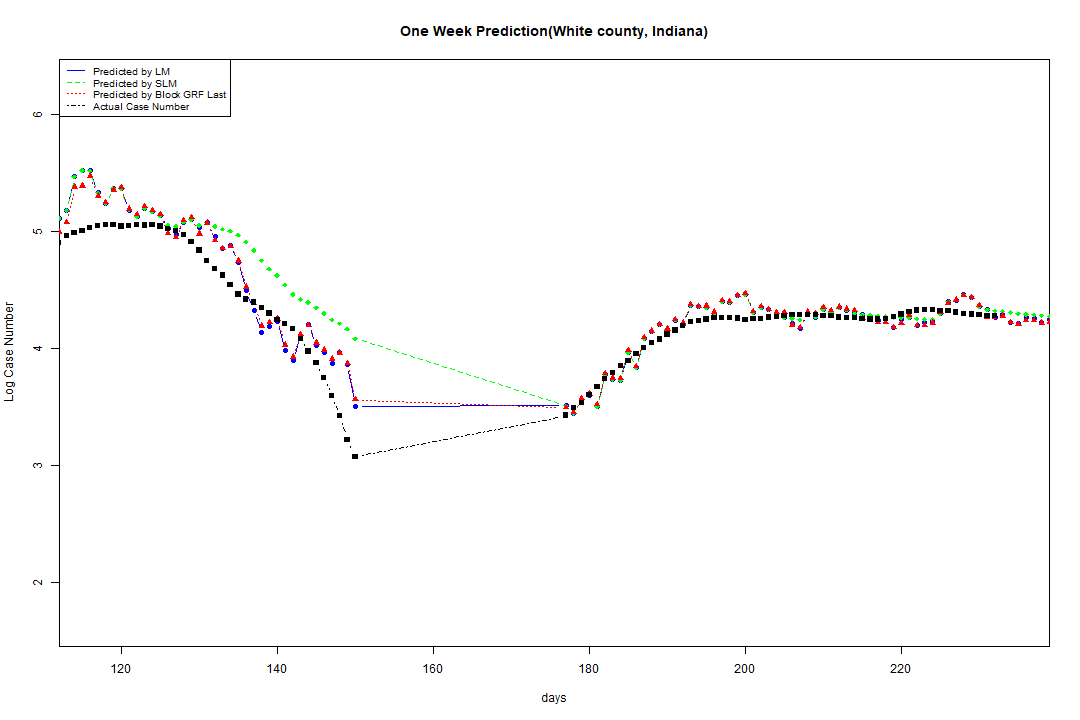 One Week Prediction(White county, Indiana)
Predicted by LM
Predicted by SLM
Predicted by Block GRF Last
Actual Case Number
6
5
4
3
2
Log Case Number
120 140 160 180 200 220
days